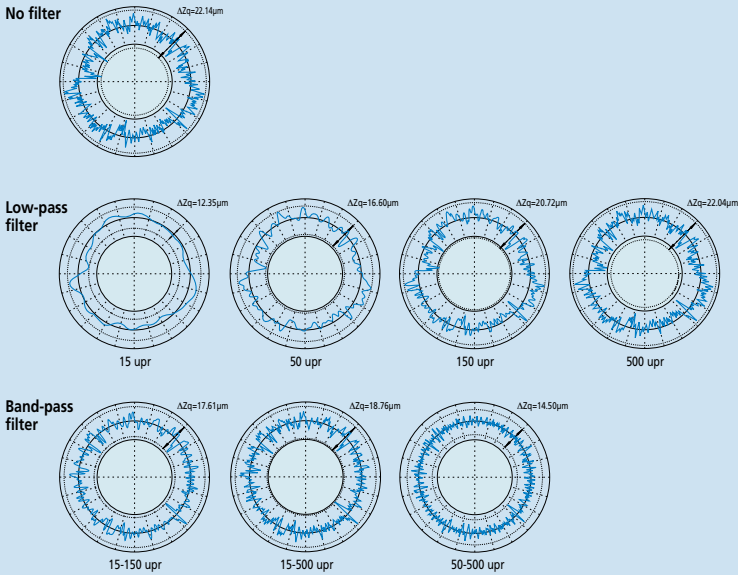 No filter
ΔZq=22.14µm
Low-pass
filter
ΔZq=12.35µm
ΔZq=16.60µm
ΔZq=20.72µm
ΔZq=22.04µm
15 upr
50 upr
150 upr
500 upr
Band-pass
filter
ΔZq=17.61µm
ΔZq=18.76µm
ΔZq=14.50µm
15-150 upr
15-500 upr
50-500 upr